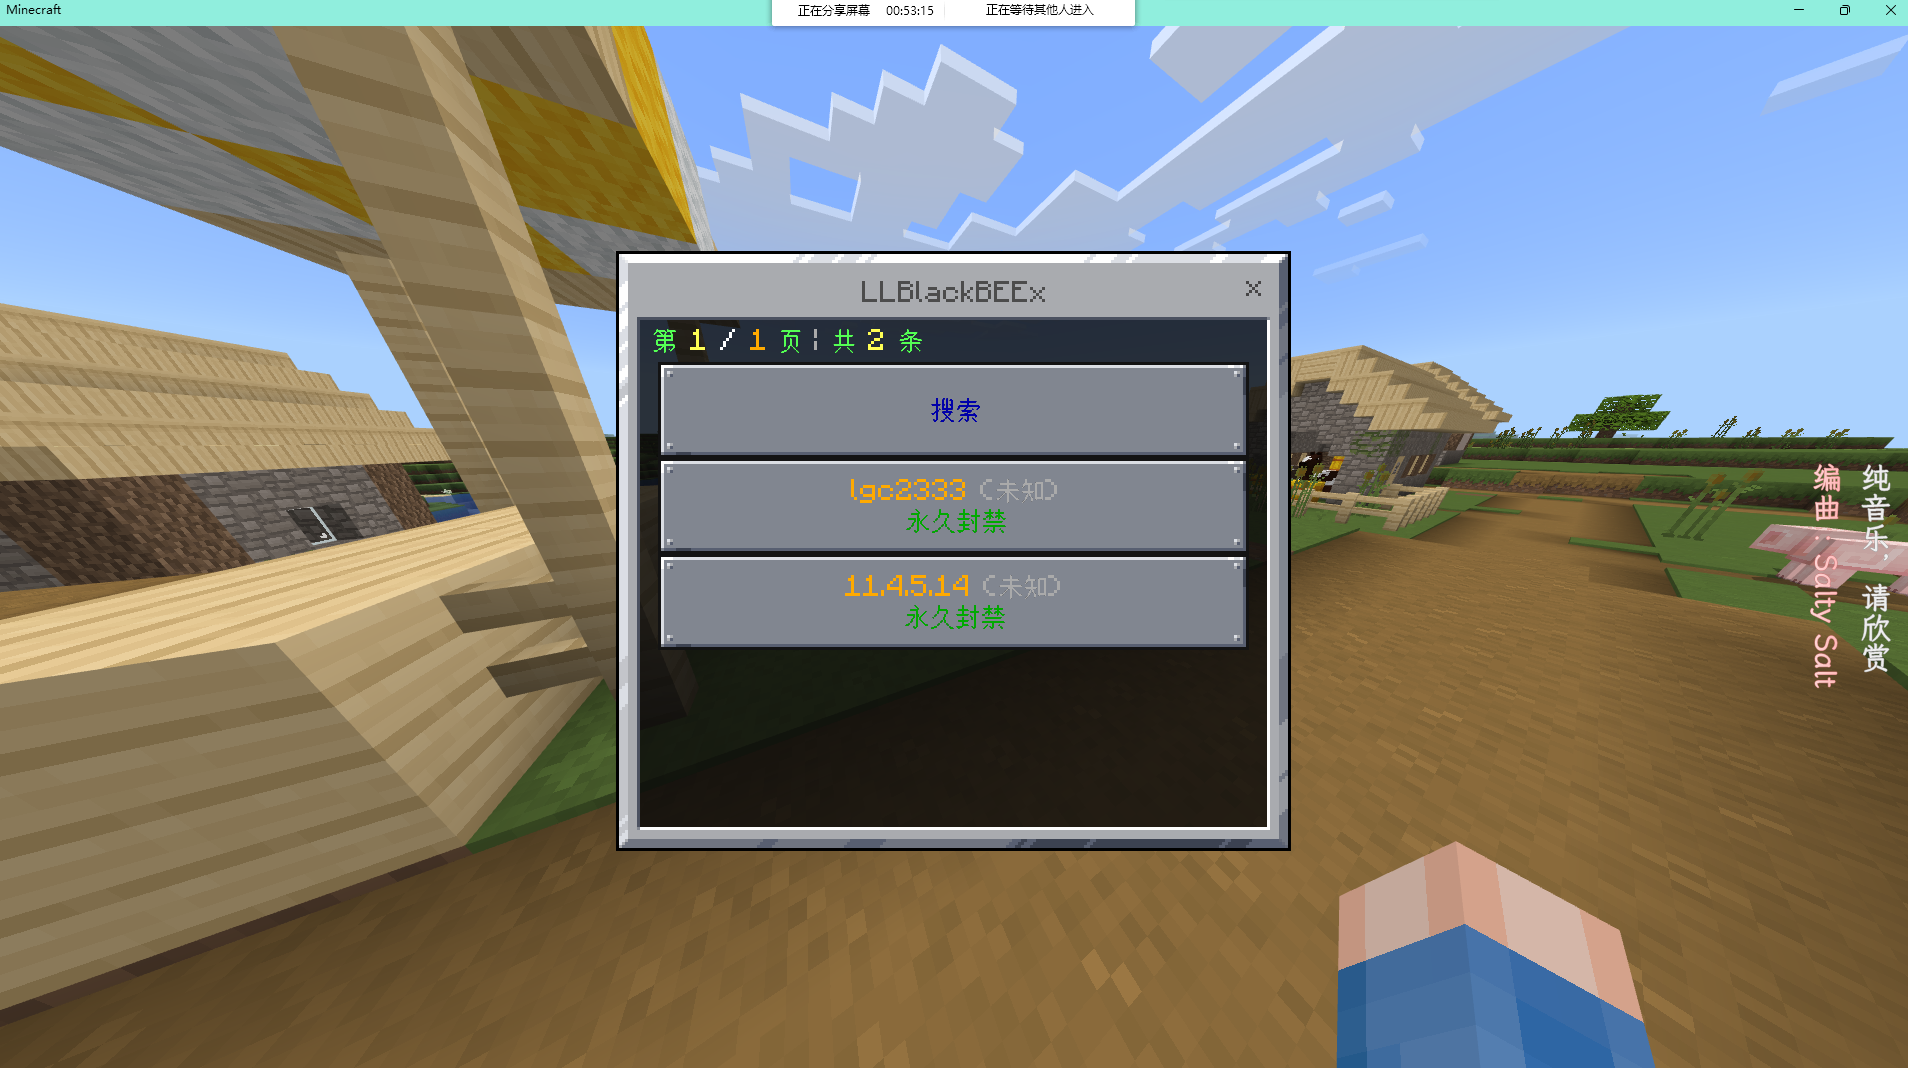 Minecraft
正在分享屏幕 00:53:15 正在等待其他人进入
LLBlackBEEx
第 1 / 1 页 ¦ 共 2 条
搜索
lgc2333 (未知)
永久封禁
11.4.5.14 (未知)
永久封禁
纯音乐，请欣赏
编曲：Salty Salt